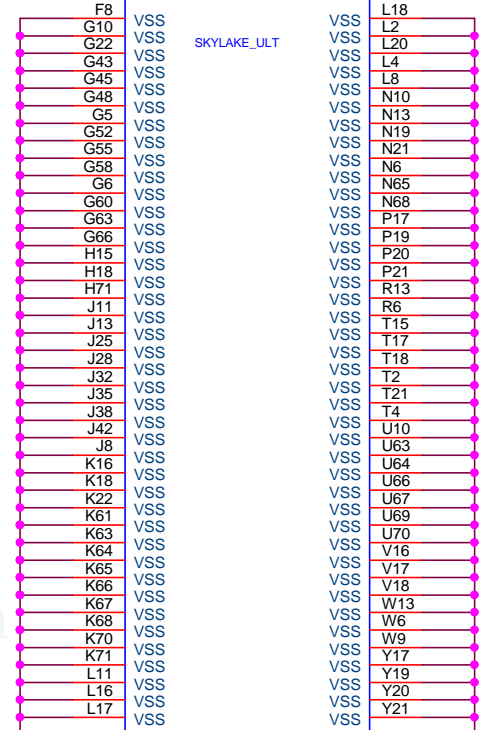 F8 VSS VSS L18
G10 VSS SKYLAKE_ULT VSS L2
G22 VSS VSS L20
G43 VSS VSS L4
G45 VSS VSS L8
G48 VSS VSS N10
G5 VSS VSS N13
G52 VSS VSS N19
G55 VSS VSS N21
G58 VSS VSS N6
G6 VSS VSS N65
G60 VSS VSS N68
G63 VSS VSS P17
G66 VSS VSS P19
H15 VSS VSS P20
H18 VSS VSS P21
H71 VSS VSS R13
J11 VSS VSS R6
J13 VSS VSS T15
J25 VSS VSS T17
J28 VSS VSS T18
J32 VSS VSS T2
J35 VSS VSS T21
J38 VSS VSS T4
J42 VSS VSS U10
J8 VSS VSS U63
K16 VSS VSS U64
K18 VSS VSS U66
K22 VSS VSS U67
K61 VSS VSS U69
K63 VSS VSS U70
K64 VSS VSS V16
K65 VSS VSS V17
K66 VSS VSS V18
K67 VSS VSS W13
K68 VSS VSS W6
K70 VSS VSS W9
K71 VSS VSS Y17
L11 VSS VSS Y19
L16 VSS VSS Y20
L17 VSS VSS Y21